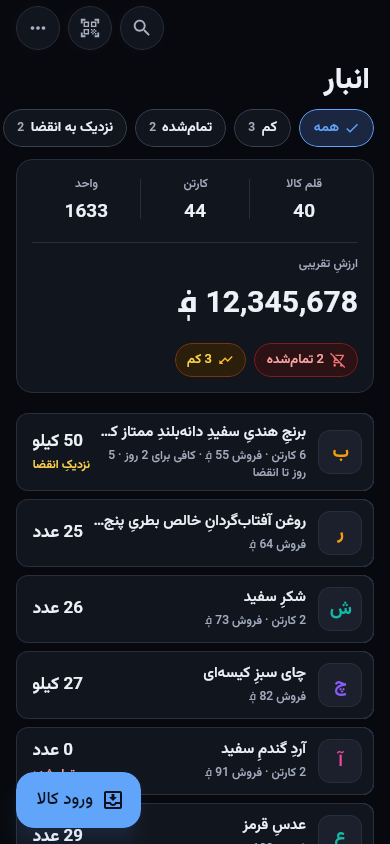 انبار
همه
کم 3
تمام‌شده 2
نزدیک به انقضا 2
قلم کالا
کارتن
واحد
40
44
1633
ارزش تقریبی
12,345,678 ؋
2 تمام‌شده
3 کم
ب
برنجِ هندیِ سفیدِ دانه‌بلندِ ممتاز ک…
6 کارتن · فروش 55 ؋ · کافی برای 2 روز · 5
روز تا انقضا
50 کیلو
نزدیکِ انقضا
ر
روغن آفتاب‌گردانِ خالص بطریِ پنج…
فروش 64 ؋
25 عدد
ش
شکرِ سفید
2 کارتن · فروش 73 ؋
26 عدد
چ
چای سبزِ کیسه‌ای
فروش 82 ؋
27 کیلو
آ
آردِ گندمِ سفید
2 کارتن · فروش 91 ؋
0 عدد
ع
عدسِ قرمز
29 عدد
ورود کالا